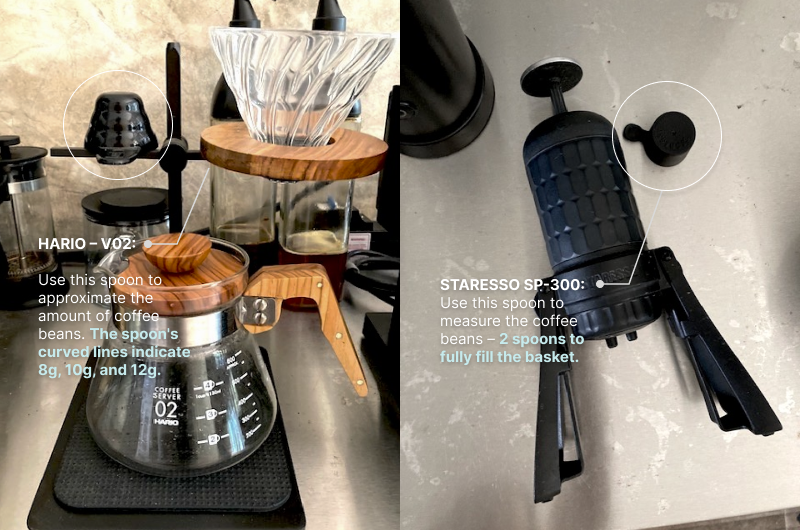 HARIO – V02:
Use this spoon to
approximate the
amount of coffee
beans. The spoon's
curved lines indicate
8g, 10g, and 12g.
COFFEE
SERVER
02
HARIO
STARESSO SP-300:
Use this spoon to
measure the coffee
beans – 2 spoons to
fully fill the basket.